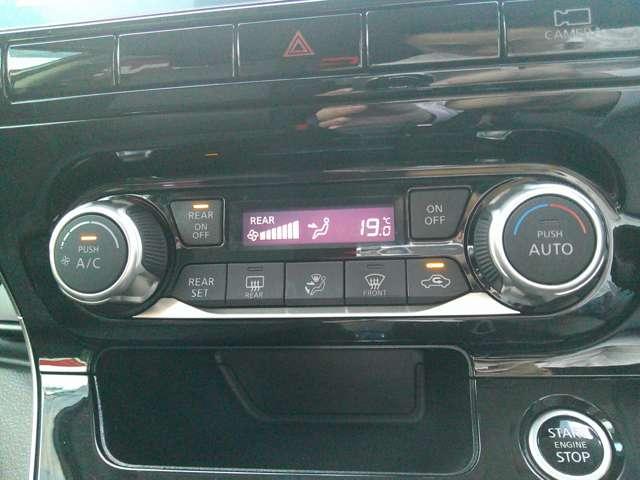 CAMERA
REAR
ON
OFF
REAR
19.0
°C
ON
OFF
PUSH
A/C
PUSH
AUTO
REAR
SET
REAR
FRONT
START
ENGINE
STOP